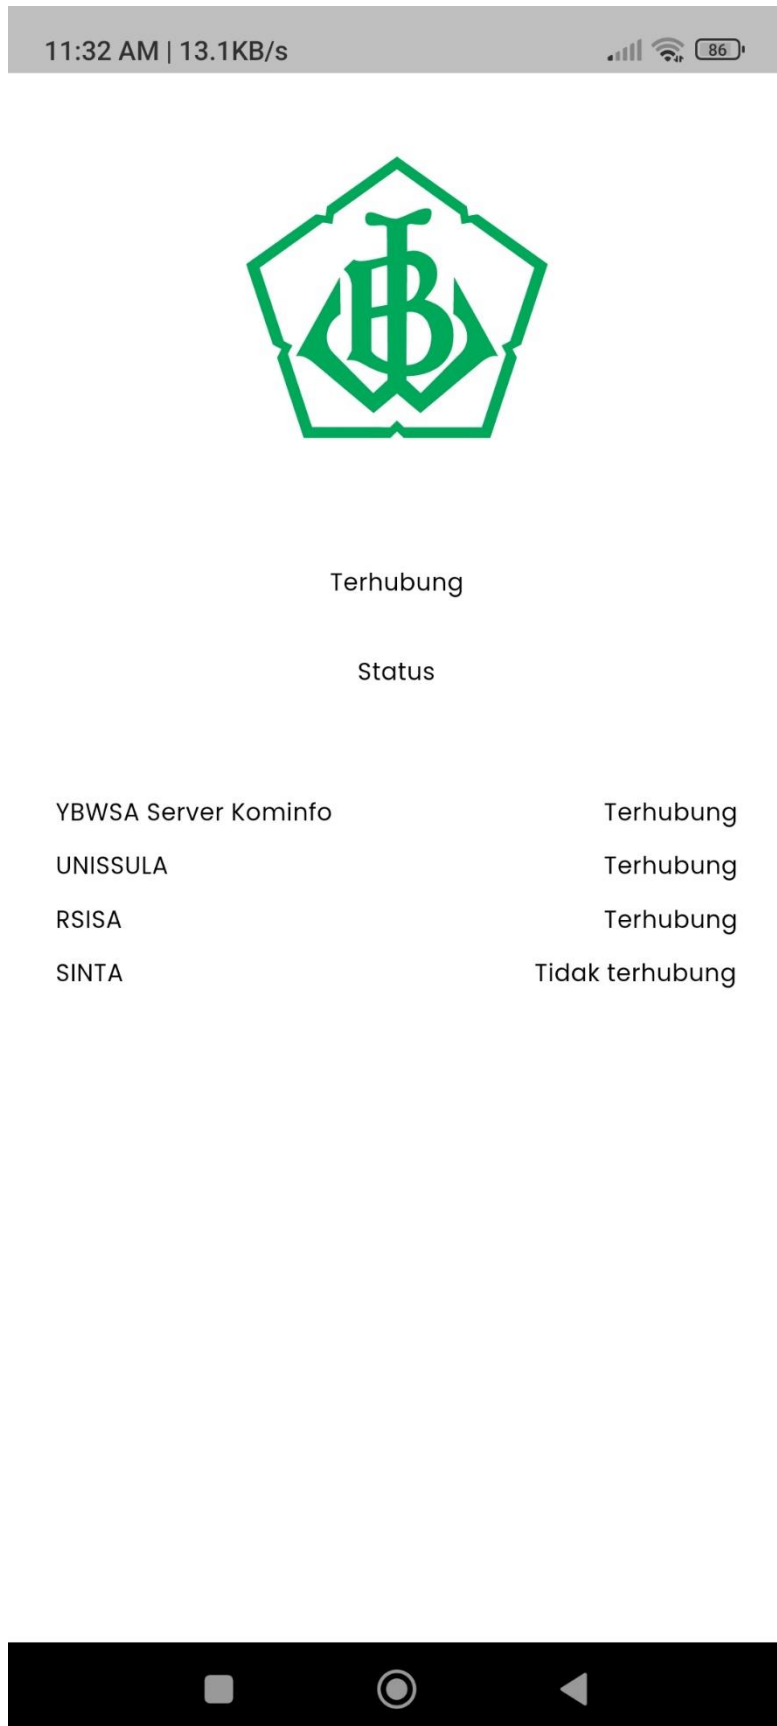 11:32 AM | 13.1KB/s 86
Terhubung
Status
YBWSA Server Kominfo Terhubung
UNISSULA Terhubung
RSISA Terhubung
SINTA Tidak terhubung